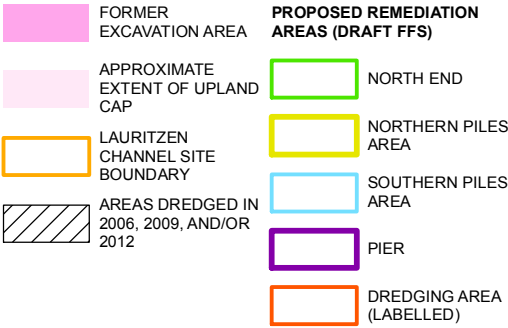 FORMER
EXCAVATION AREA
APPROXIMATE
EXTENT OF UPLAND
CAP
LAURITZEN
CHANNEL SITE
BOUNDARY
AREAS DREDGED IN
2006, 2009, AND/OR
2012
PROPOSED REMEDIATION
AREAS (DRAFT FFS)
NORTH END
NORTHERN PILES
AREA
SOUTHERN PILES
AREA
PIER
DREDGING AREA
(LABELLED)